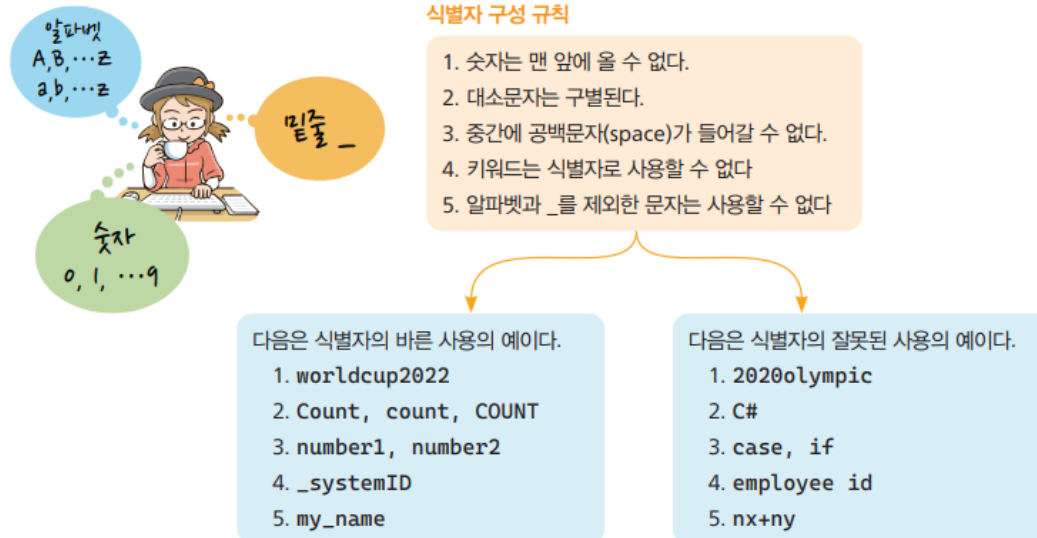 알파벳
A,B,···Z
a,b,···z
밑줄 _
숫자
0, 1, ···9
식별자 구성 규칙
1. 숫자는 맨 앞에 올 수 없다.
2. 대소문자는 구별된다.
3. 중간에 공백문자(space)가 들어갈 수 없다.
4. 키워드는 식별자로 사용할 수 없다
5. 알파벳과 _를 제외한 문자는 사용할 수 없다
다음은 식별자의 바른 사용의 예이다.
1. worldcup2022
2. Count, count, COUNT
3. number1, number2
4. _systemID
5. my_name
다음은 식별자의 잘못된 사용의 예이다.
1. 2020olympic
2. C#
3. case, if
4. employee id
5. nx+ny